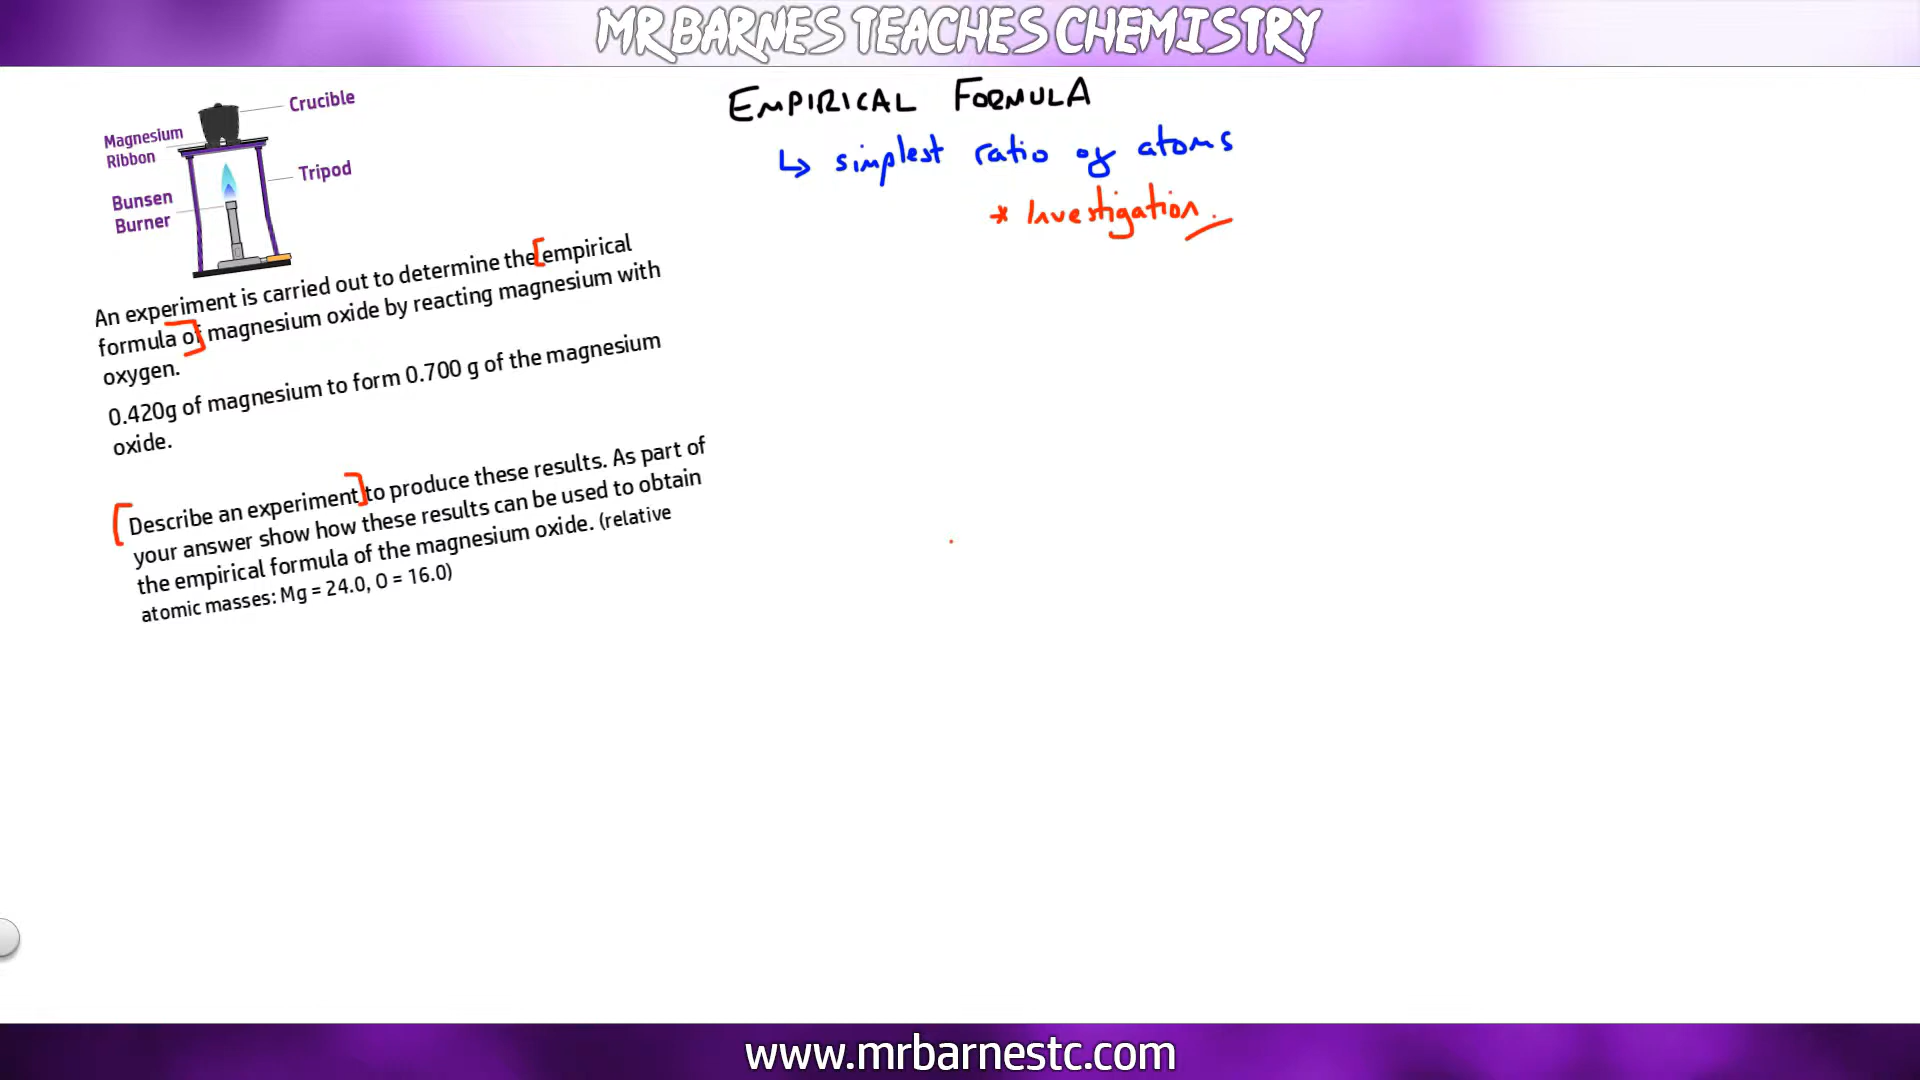 MR BARNES TEACHES CHEMISTRY
Crucible
Magnesium
Ribbon
Tripod
Bunsen
Burner
An experiment is carried out to determine the empirical
formula of magnesium oxide by reacting magnesium with
oxygen.
0.420g of magnesium to form 0.700 g of the magnesium
oxide.
Describe an experiment to produce these results. As part of
your answer show how these results can be used to obtain
the empirical formula of the magnesium oxide. (relative
atomic masses: Mg = 24.0, O = 16.0)
EMPIRICAL FORMULA
↳ simplest ratio of atoms
* Investigation.
www.mrbarnestc.com